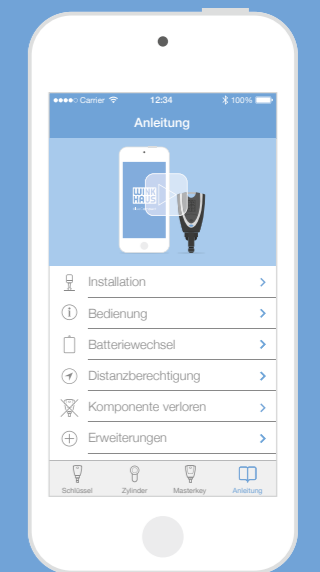 Carrier 12:34 100%
Anleitung
WINK
HAUS
Installation
Bedienung
Batteriewechsel
Distanzberechtigung
Komponente verloren
Erweiterungen
Schlüssel Zylinder Masterkey Anleitung